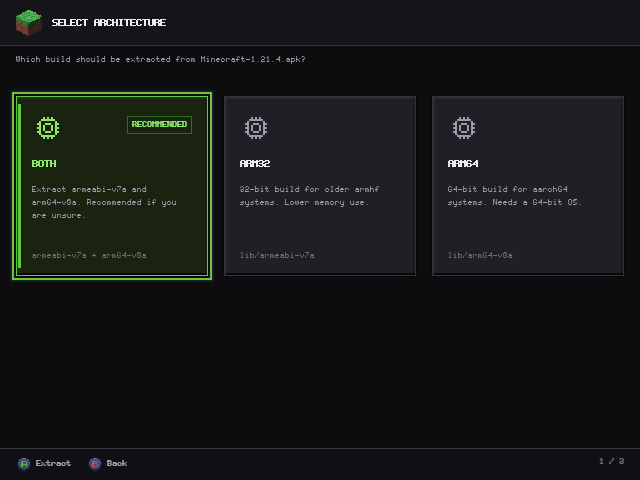 SELECT ARCHITECTURE
Which build should be extracted from Minecraft-1.21.4.apk?
RECOMMENDED
BOTH
Extract armeabi-v7a and
arm64-v8a. Recommended if you
are unsure.
armeabi-v7a + arm64-v8a
ARM32
32-bit build for older armhf
systems. Lower memory use.
lib/armeabi-v7a
ARM64
64-bit build for aarch64
systems. Needs a 64-bit OS.
lib/arm64-v8a
A Extract
B Back
1 / 3